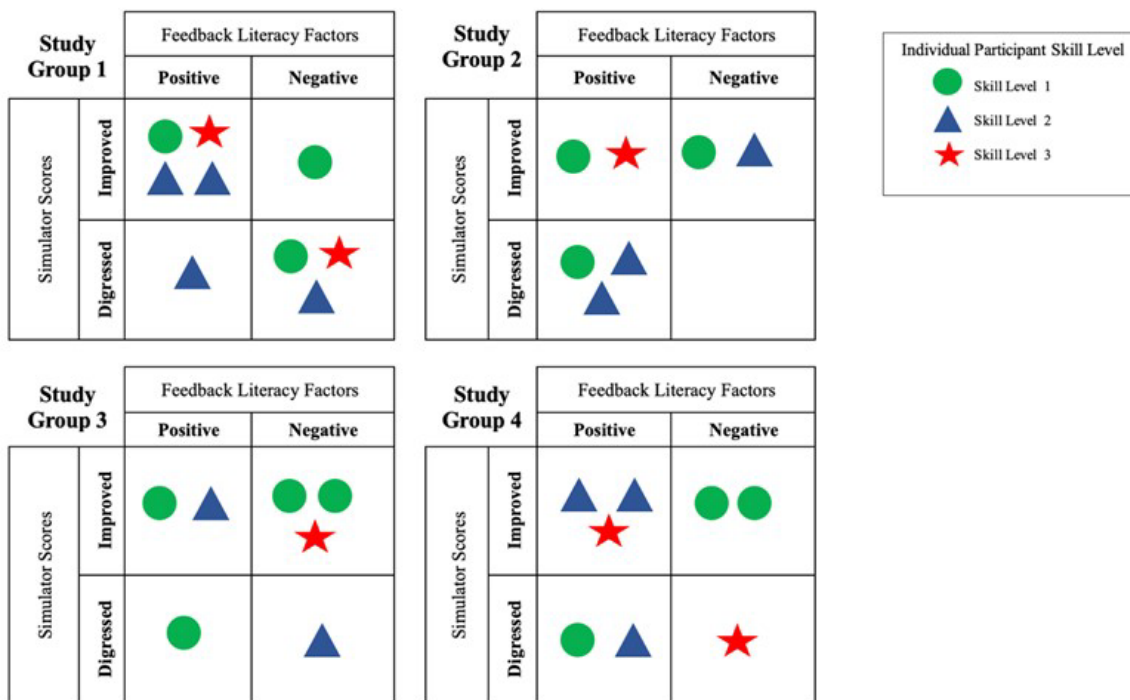 Study
Group 1
Feedback Literacy Factors
Positive
Negative
Simulator Scores
Improved
Digressed
Study
Group 2
Feedback Literacy Factors
Positive
Negative
Simulator Scores
Improved
Digressed
Individual Participant Skill Level
Skill Level 1
Skill Level 2
Skill Level 3
Study
Group 3
Feedback Literacy Factors
Positive
Negative
Simulator Scores
Improved
Digressed
Study
Group 4
Feedback Literacy Factors
Positive
Negative
Simulator Scores
Improved
Digressed